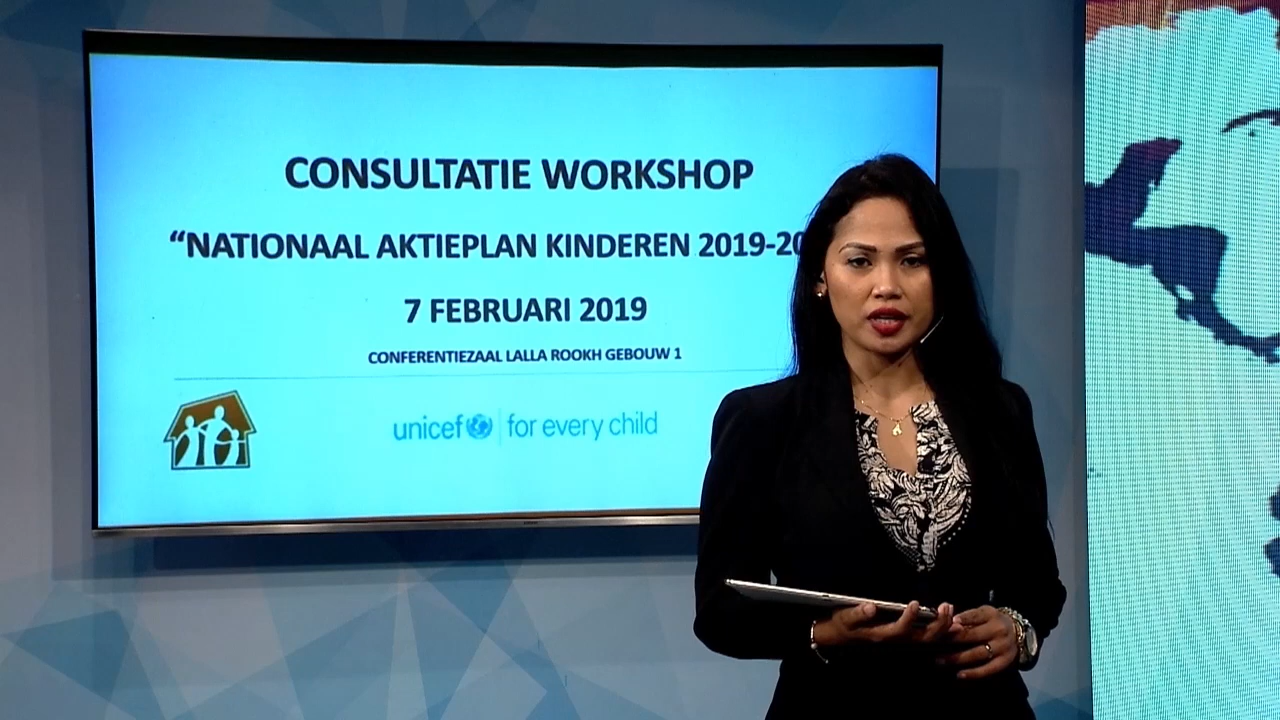 CONSULTATIE WORKSHOP
“NATIONAAL AKTIEPLAN KINDEREN 2019-20
7 FEBRUARI 2019
CONFERENTIEZAAL LALLA ROOKH GEBOUW 1
unicef for every child